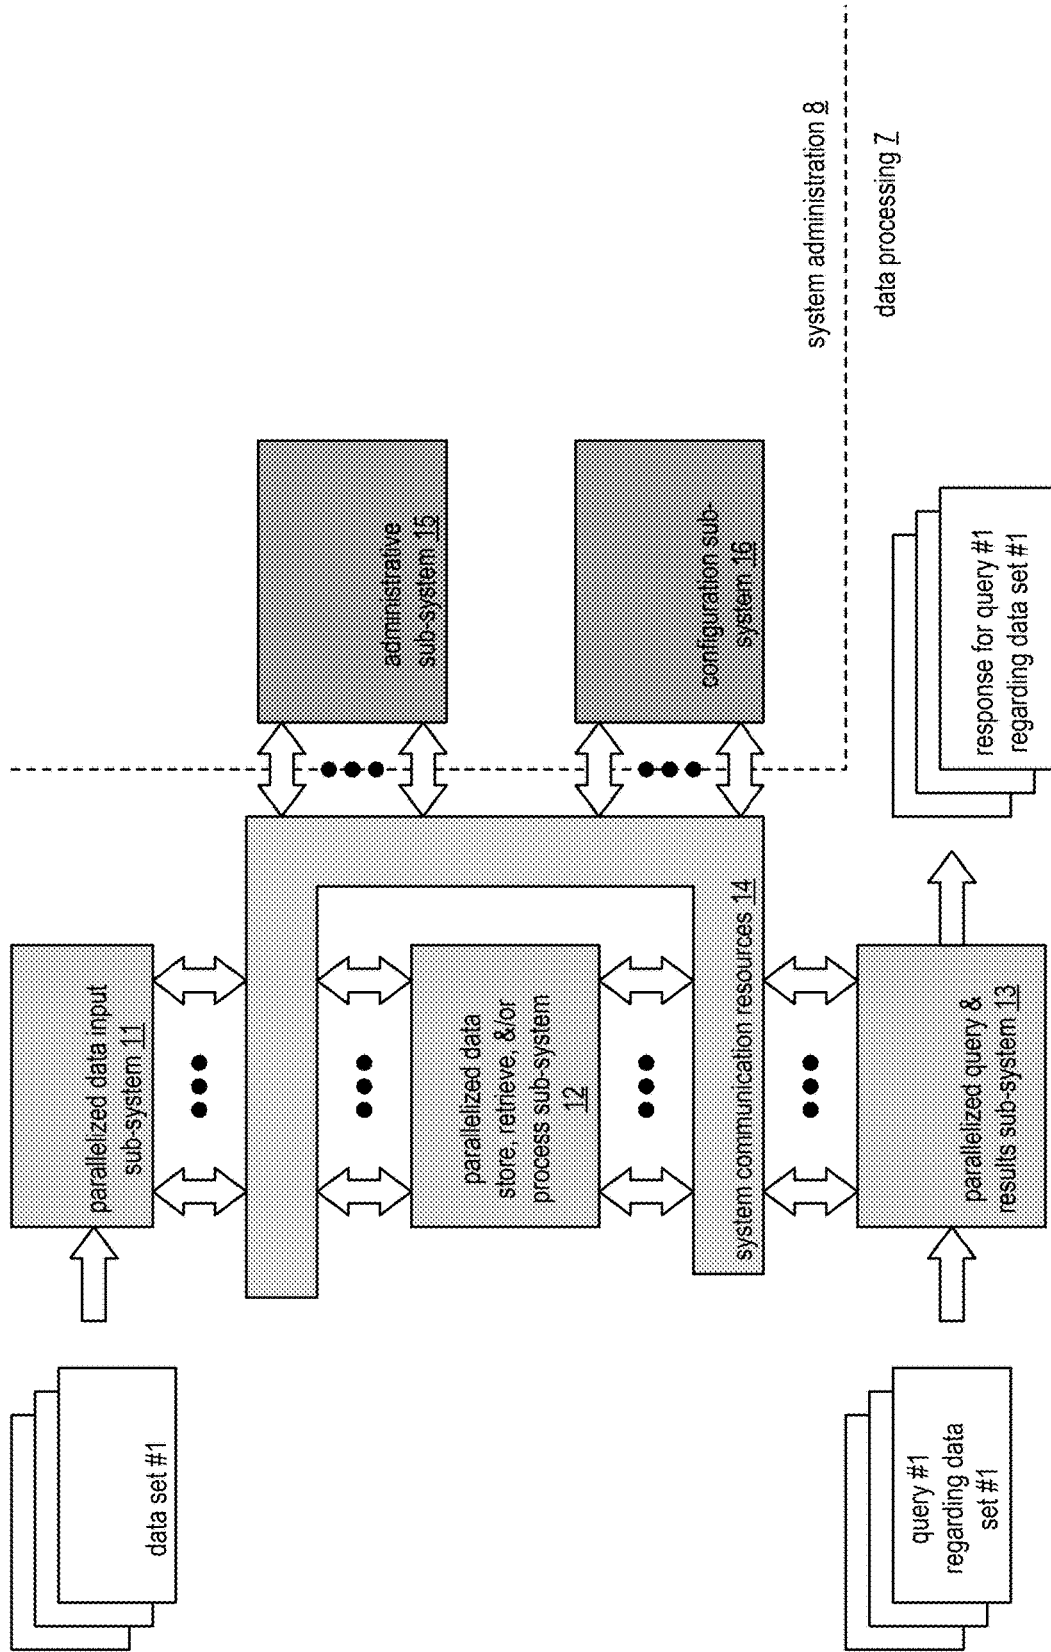 data set #1
parallelized data input
sub-system 11
administrative
sub-system 15
parallelized data
store, retrieve, &/or
process sub-system
12
configuration sub-
system 16
system communication resources 14
system administration 8
data processing 7
query #1
regarding data
set #1
parallelized query &
results sub-system 13
response for query #1
regarding data set #1